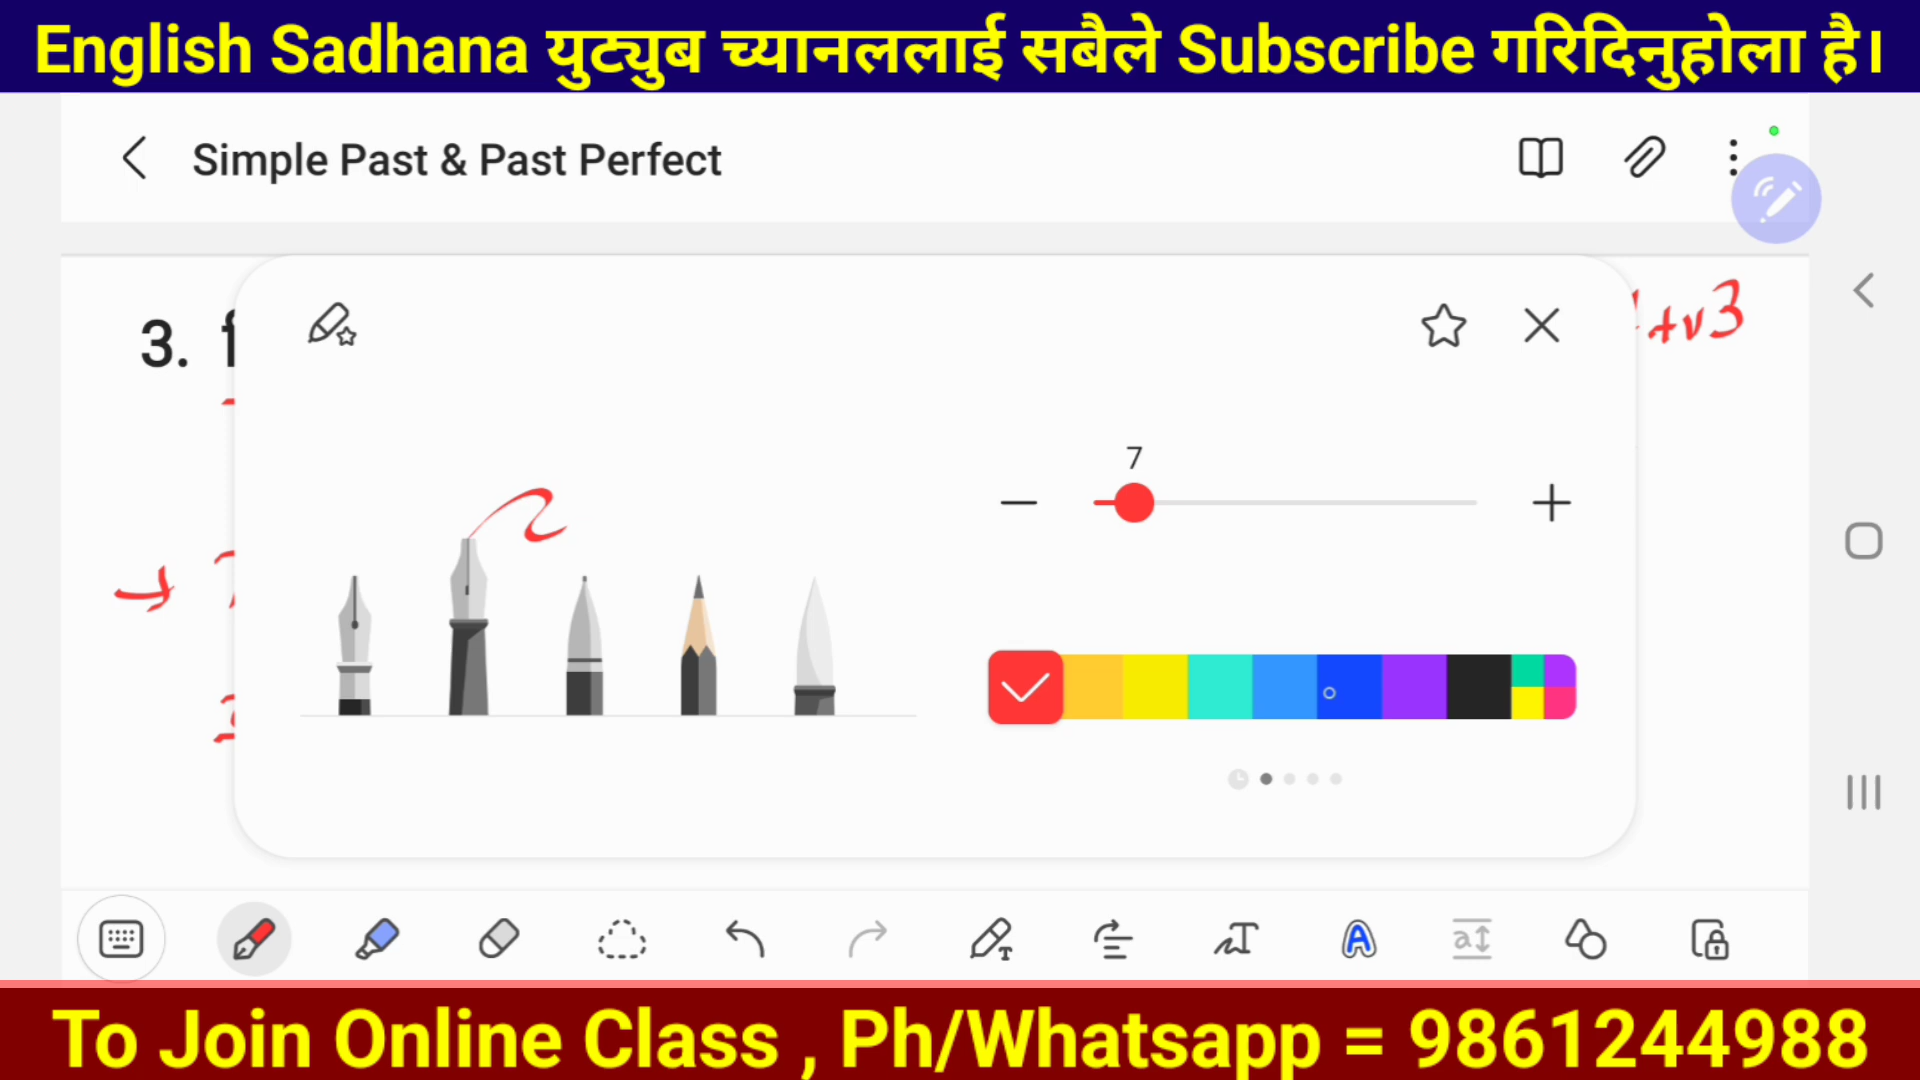 English Sadhana युट्युब च्यानललाई सबैले Subscribe गरिदिनुहोला है।
Simple Past & Past Perfect
3.
+v3
7
To Join Online Class , Ph/Whatsapp = 9861244988